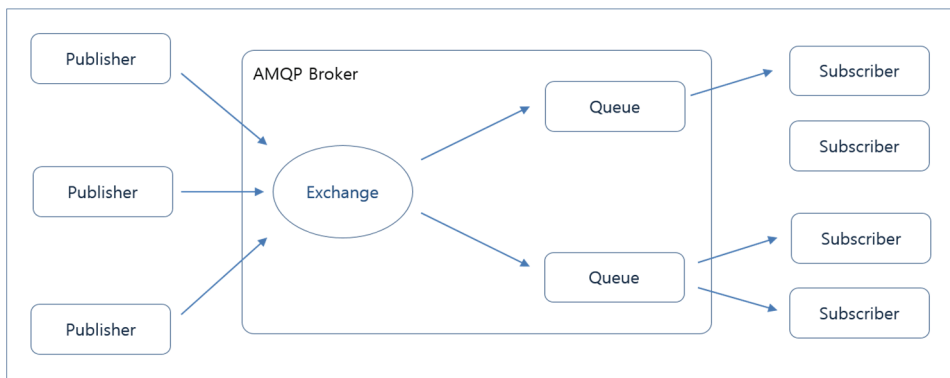 Publisher
Publisher
Publisher
AMQP Broker
Exchange
Queue
Queue
Subscriber
Subscriber
Subscriber
Subscriber